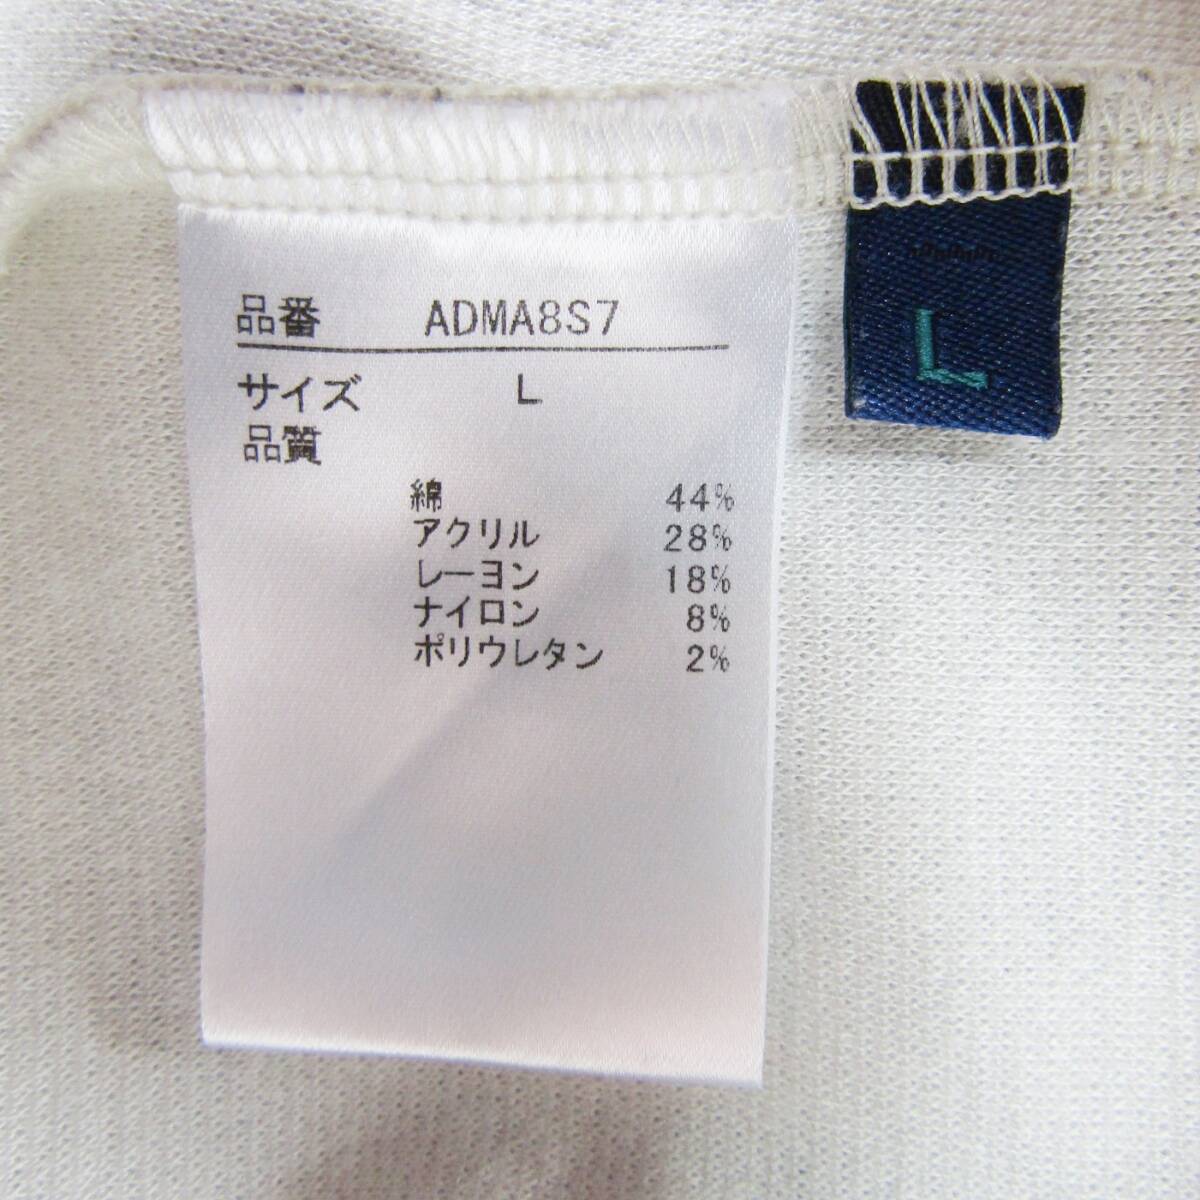 品番 ADMA8S7
サイズ L
品質
綿 44%
アクリル 28%
レーヨン 18%
ナイロン 8%
ポリウレタン 2%
L